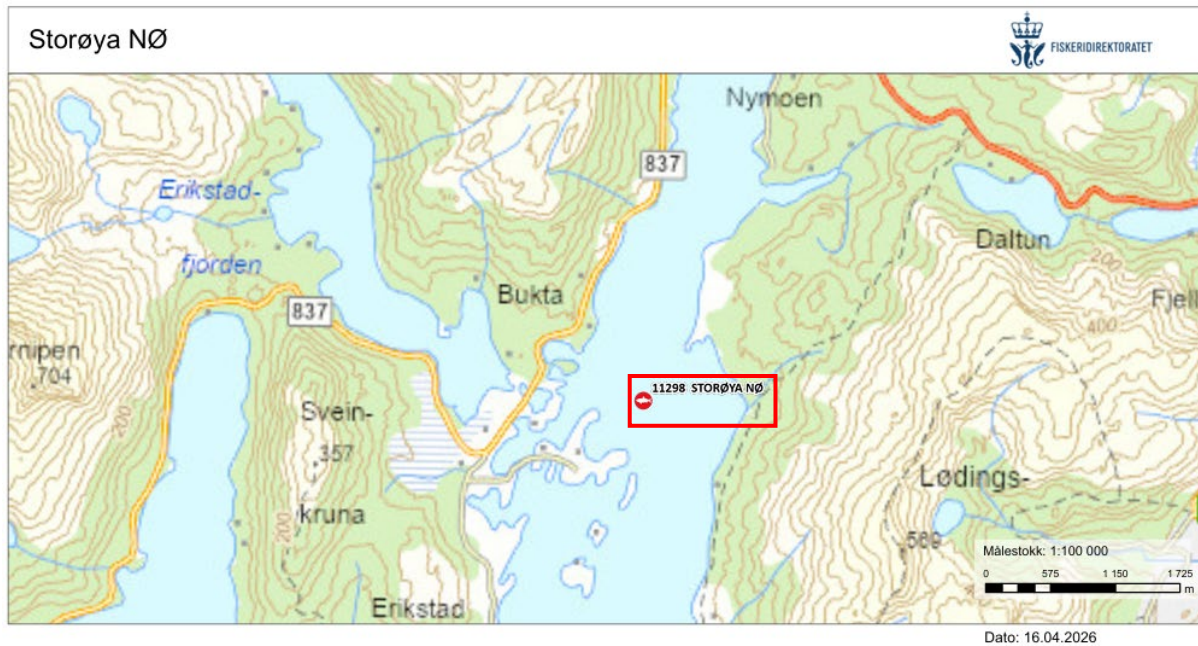 Storøya NØ
FISKERIDIREKTORATET
Nymoen
837
Erikstad-
fjorden
Daltun
200
Bukta
Fjell
837
400
rnipen
704
11298 STORØYA NØ
Svein-
200
357
kruna
Lødings-
200
589
Målestokk: 1:100 000
0 575 1 150 1 725
m
Erikstad
Dato: 16.04.2026